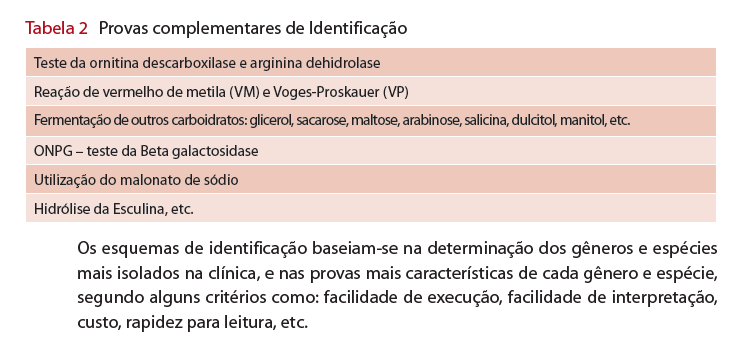 Tabela 2 Provas complementares de Identificação
Teste da ornitina descarboxilase e arginina dehidrolase
Reação de vermelho de metila (VM) e Voges-Proskauer (VP)
Fermentação de outros carboidratos: glicerol, sacarose, maltose, arabinose, salicina, dulcitol, manitol, etc.
ONPG – teste da Beta galactosidase
Utilização do malonato de sódio
Hidrólise da Esculina, etc.
Os esquemas de identificação baseiam-se na determinação dos gêneros e espécies
mais isolados na clínica, e nas provas mais características de cada gênero e espécie,
segundo alguns critérios como: facilidade de execução, facilidade de interpretação,
custo, rapidez para leitura, etc.